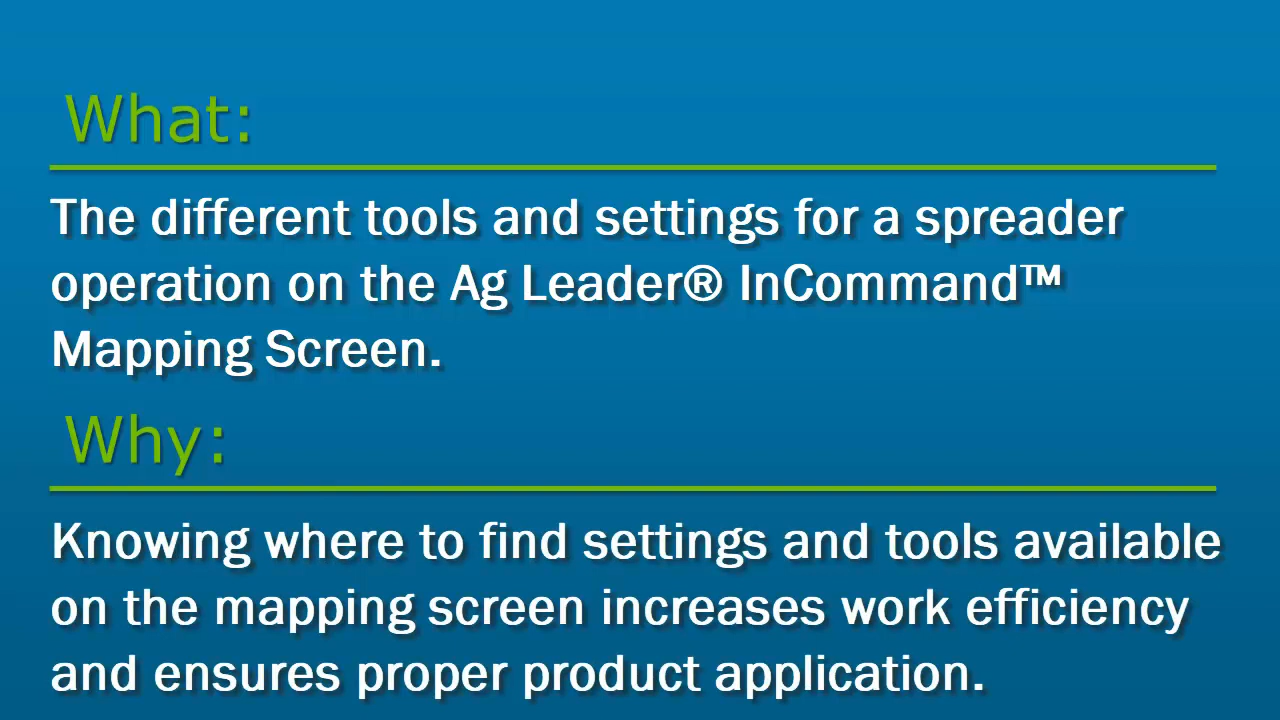 What:
The different tools and settings for a spreader
operation on the Ag Leader® InCommand™
Mapping Screen.
Why:
Knowing where to find settings and tools available
on the mapping screen increases work efficiency
and ensures proper product application.